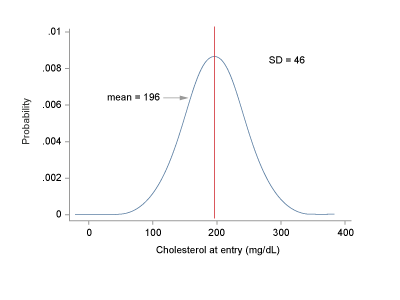 .01
SD = 46
.008
mean = 196
.006
Probability
.004
.002
0
0 100 200 300 400
Cholesterol at entry (mg/dL)